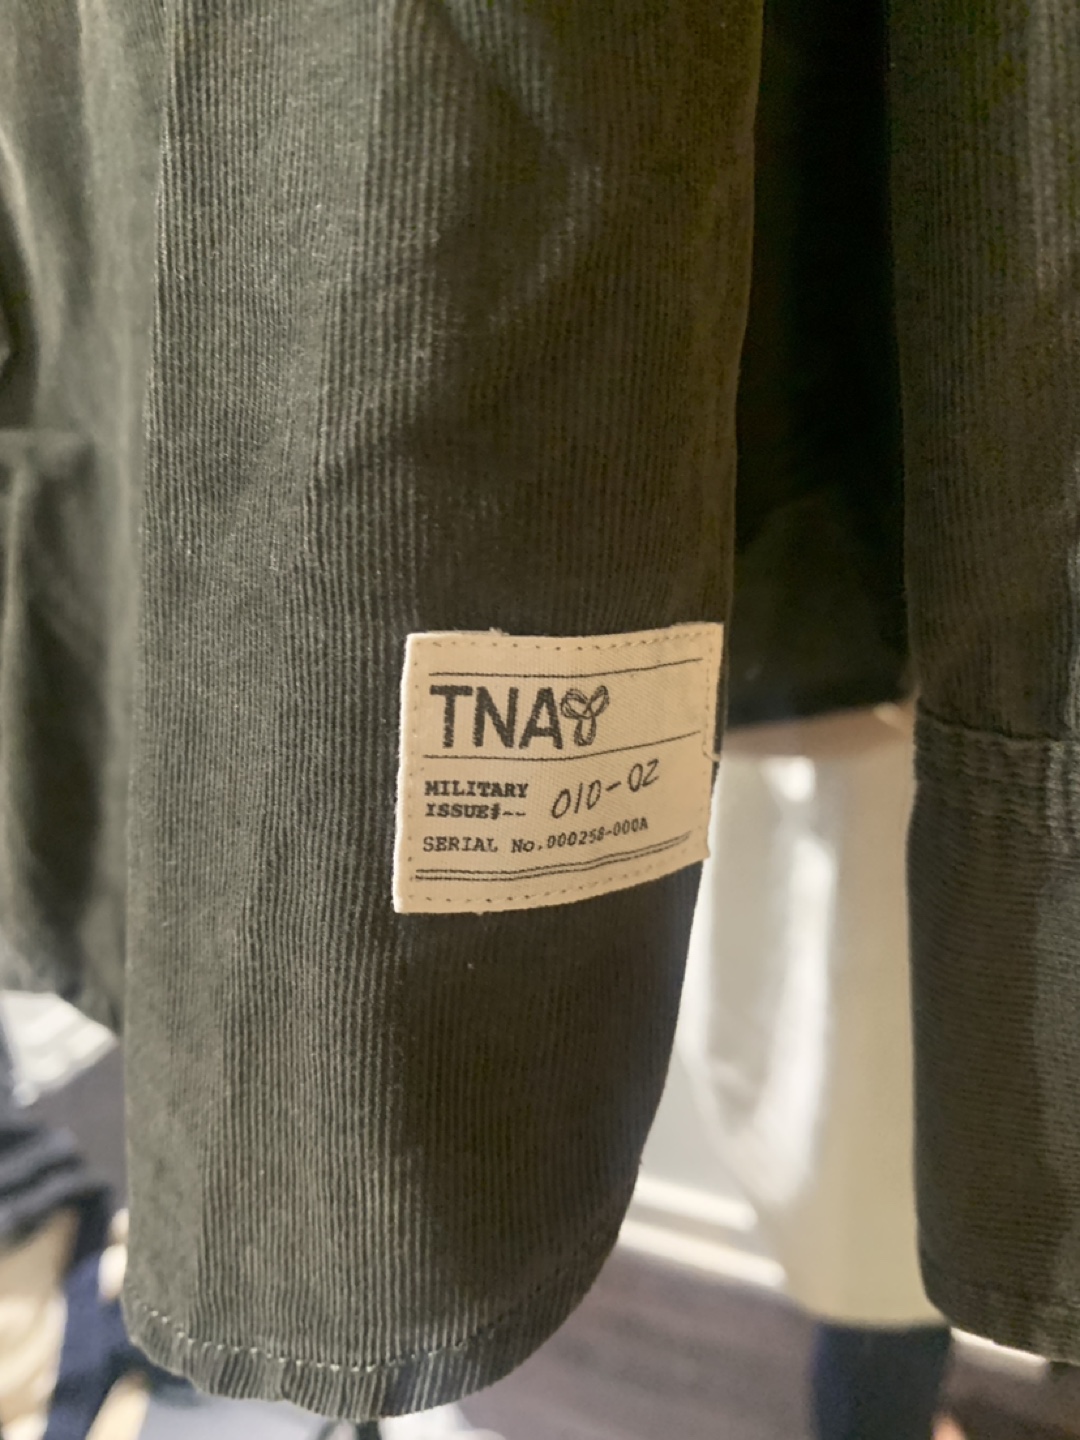 TNA
MILITARY
ISSUE#-- 010-02
SERIAL No.000258-000A